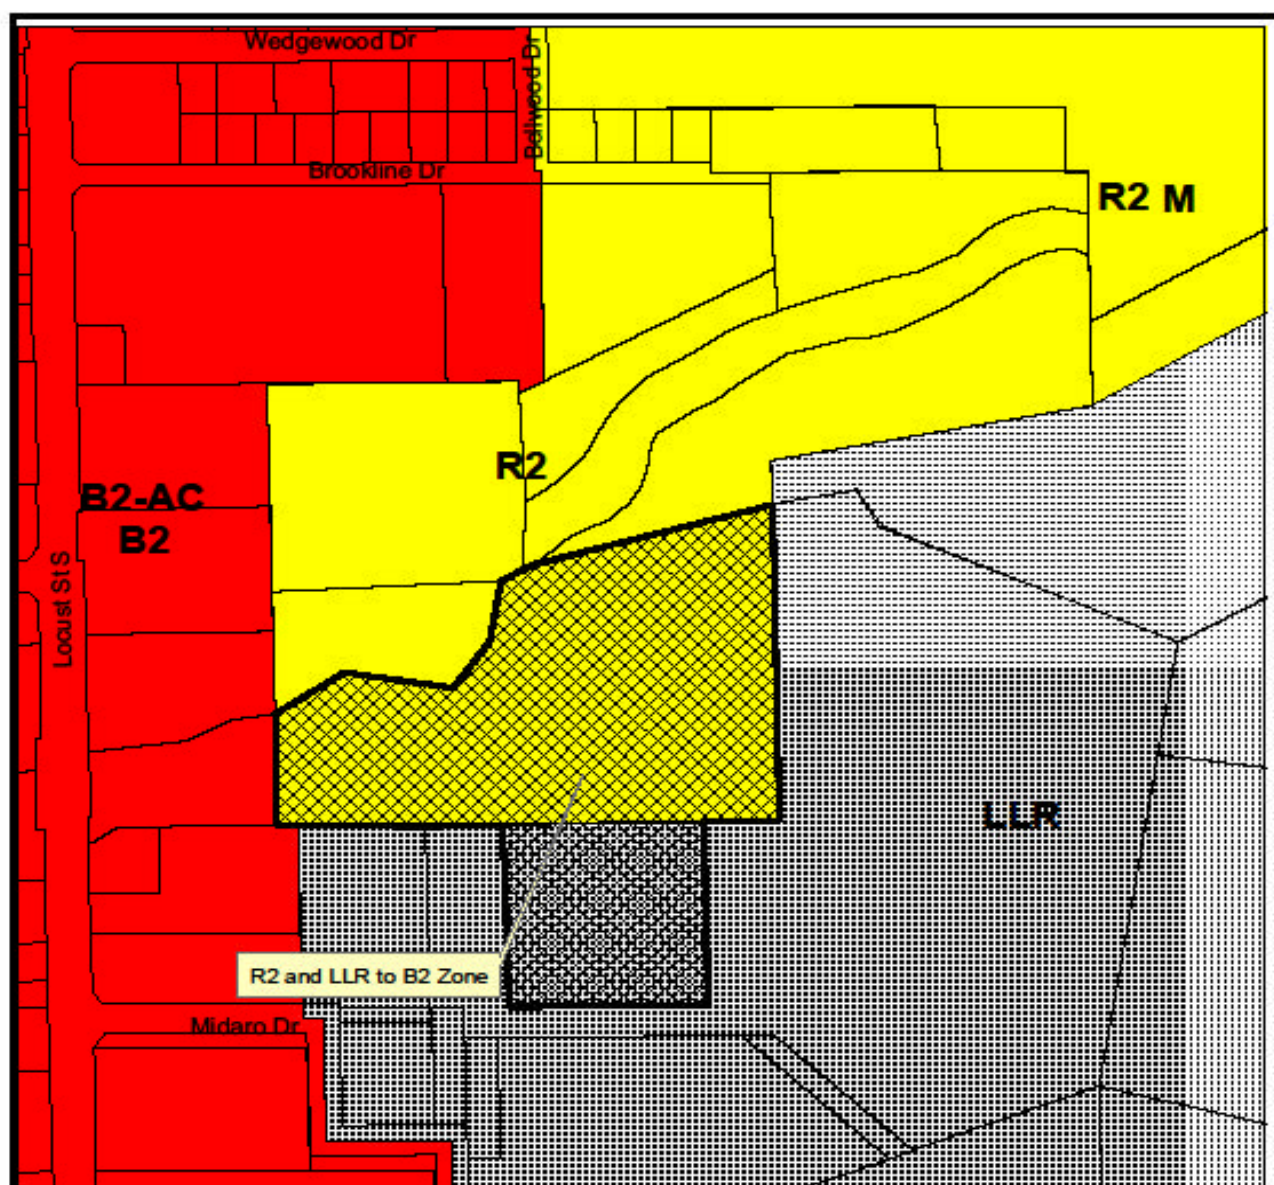 Wedgewood Dr
Bellwood Dr
Brookline Dr
R2 M
R2
B2-AC
B2
Locust St S
LLR
R2 and LLR to B2 Zone
Midaro Dr